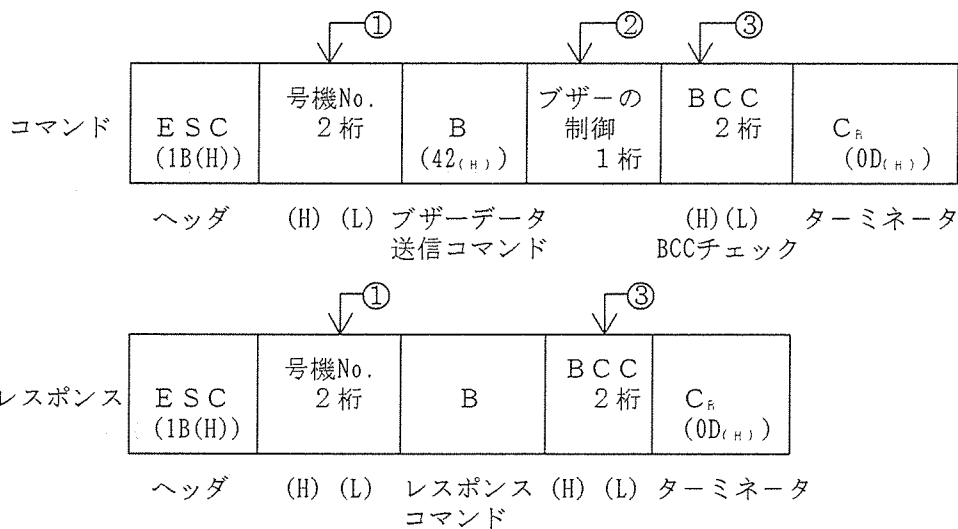 ① ② ③
号機No. ブザーの BCC
コマンド ESC 2桁 B 制御 2桁 CR
(1B(H)) (42(H)) 1桁 (0D(H))
ヘッダ (H) (L) ブザーデータ (H)(L) ターミネータ
送信コマンド BCCチェック
① ③
号機No. BCC
レスポンス ESC 2桁 B 2桁 CR
(1B(H)) (0D(H))
ヘッダ (H) (L) レスポンス (H) (L) ターミネータ
コマンド